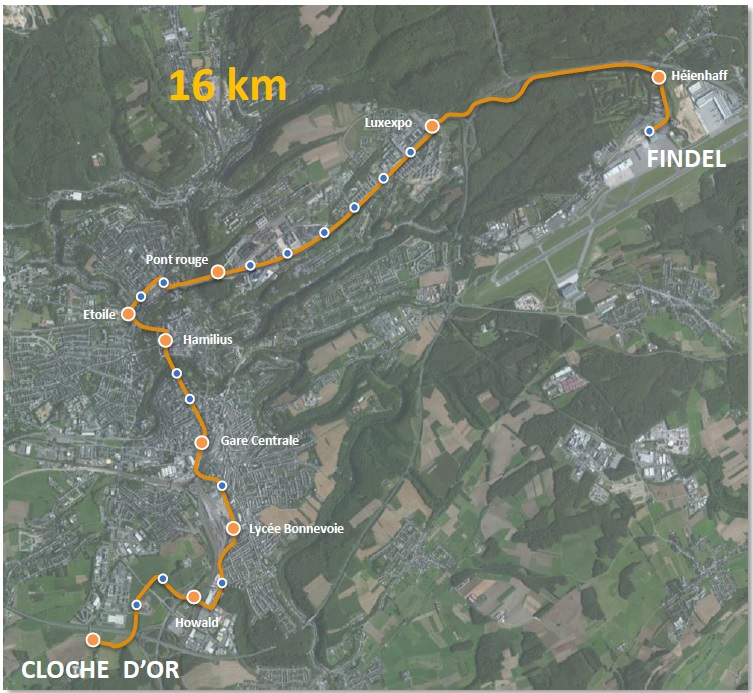 16 km
Héienhaff
Luxexpo
FINDEL
Pont rouge
Etoile
Hamilius
Gare Centrale
Lycée Bonnevoie
Howald
CLOCHE D'OR